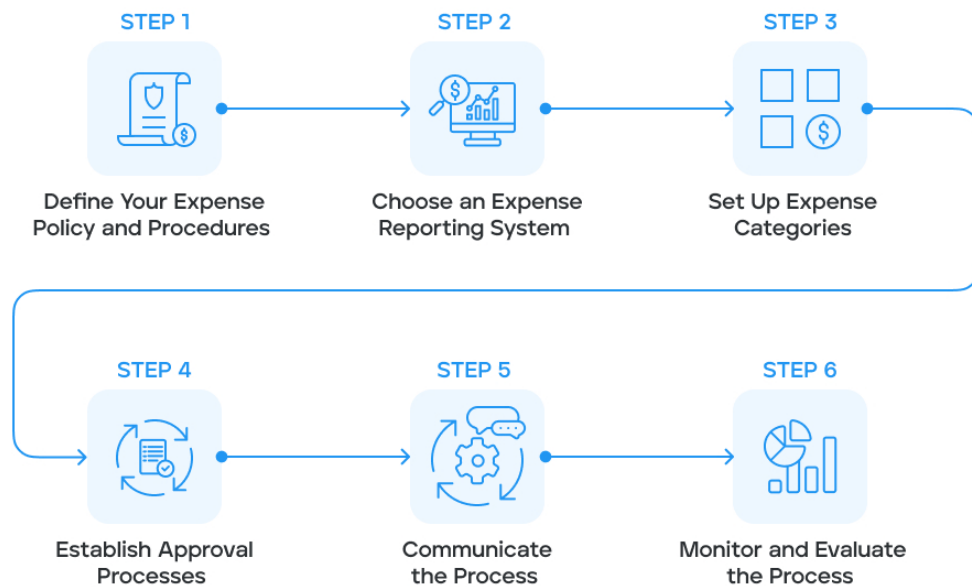 STEP 1
Define Your Expense
Policy and Procedures
STEP 2
Choose an Expense
Reporting System
STEP 3
$
Set Up Expense
Categories
STEP 4
Establish Approval
Processes
STEP 5
Communicate
the Process
STEP 6
Monitor and Evaluate
the Process